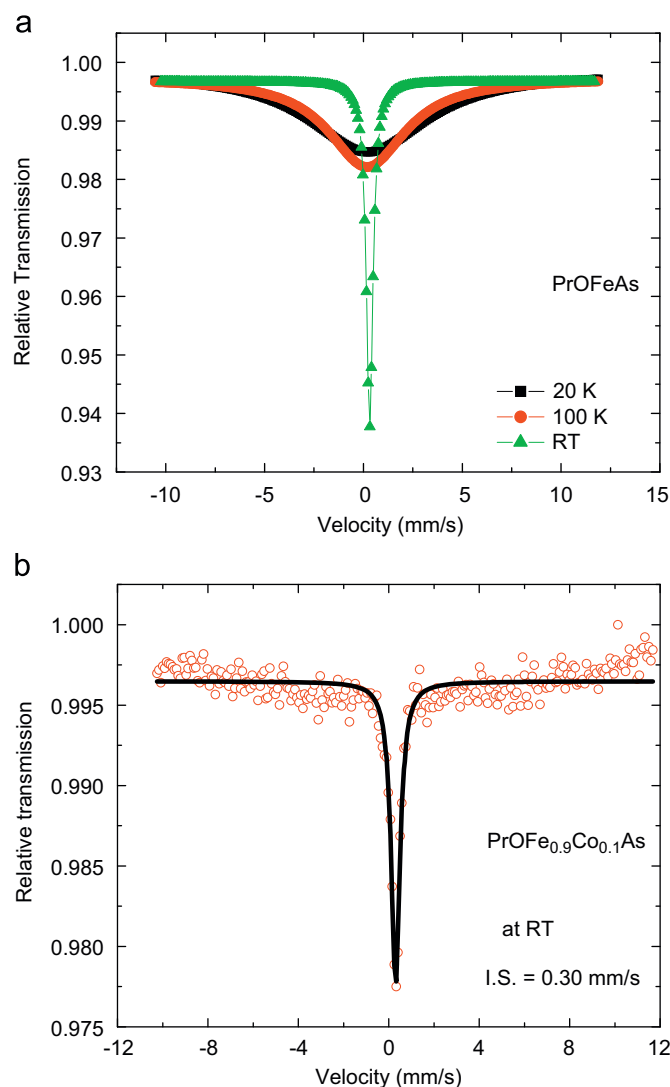 a
1.00
0.99
0.98
0.97
0.96
0.95
0.94
0.93
Relative Transmission
PrOFeAs
20 K
100 K
RT
-10
-5
0
5
10
15
Velocity (mm/s)
b
1.000
0.995
0.990
0.985
0.980
0.975
Relative transmission
PrOFe0.9Co0.1As
at RT
I.S. = 0.30 mm/s
-12
-8
-4
0
4
8
12
Velocity (mm/s)